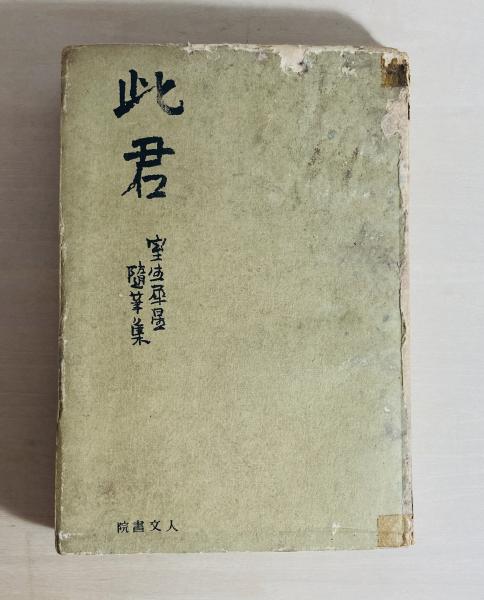 此君
室生犀星
隨筆集
人文書院